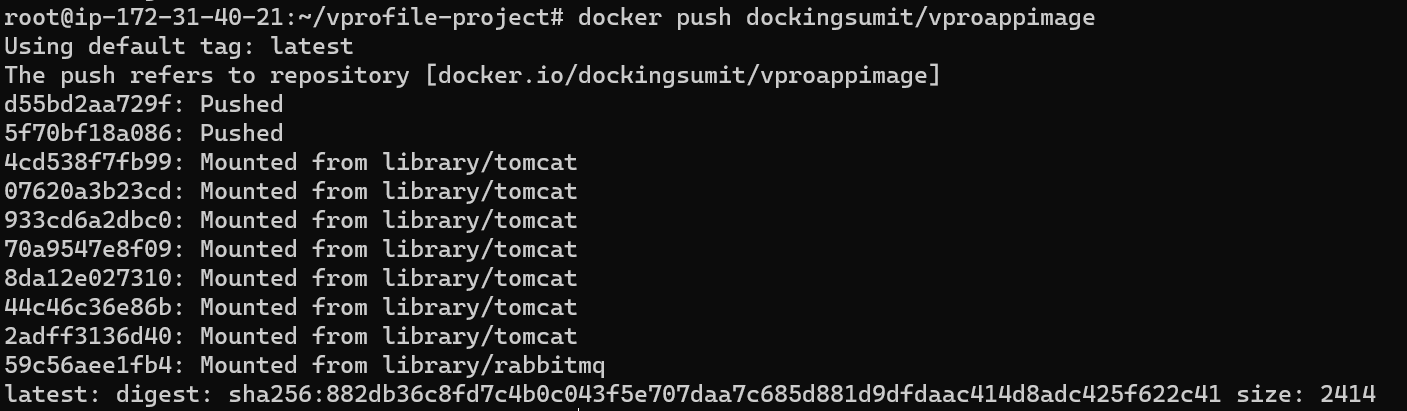 root@ip-172-31-40-21:~/vprofile-project# docker push dockingsumit/vproappimage
Using default tag: latest
The push refers to repository [docker.io/dockingsumit/vproappimage]
d55bd2aa729f: Pushed
5f70bf18a086: Pushed
4cd538f7fb99: Mounted from library/tomcat
07620a3b23cd: Mounted from library/tomcat
933cd6a2dbc0: Mounted from library/tomcat
70a9547e8f09: Mounted from library/tomcat
8da12e027310: Mounted from library/tomcat
44c46c36e86b: Mounted from library/tomcat
2adff3136d40: Mounted from library/tomcat
59c56aee1fb4: Mounted from library/rabbitmq
latest: digest: sha256:882db36c8fd7c4b0c043f5e707daa7c685d881d9dfdaac414d8adc425f622c41 size: 2414